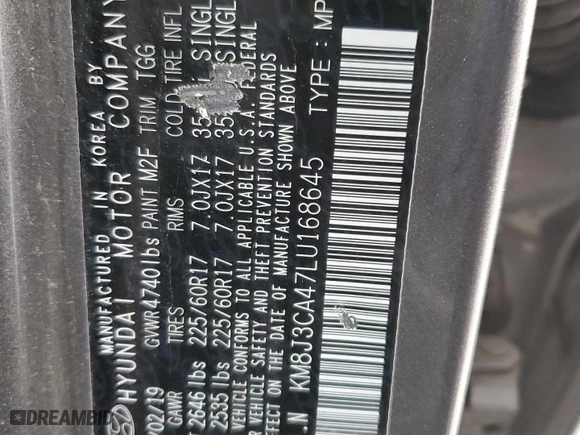 MANUFACTURED IN KOREA BY
HYUNDAI MOTOR COMPANY
02/19 GVWR 4740 lbs PAINT M2F TRIM TGG
GAWR TIRES RIMS COLD TIRE INFL
2646 lbs 225/60R17 7.0JX17 35 SINGL
2535 lbs 225/60R17 7.0JX17 35 SINGL
VEHICLE CONFORMS TO ALL APPLICABLE U.S.A. FEDERAL
VEHICLE SAFETY AND THEFT PREVENTION STANDARDS
EFFECT ON THE DATE OF MANUFACTURE SHOWN ABOVE
.N KM8J3CA47LU168645 TYPE : MP
DREAMBID